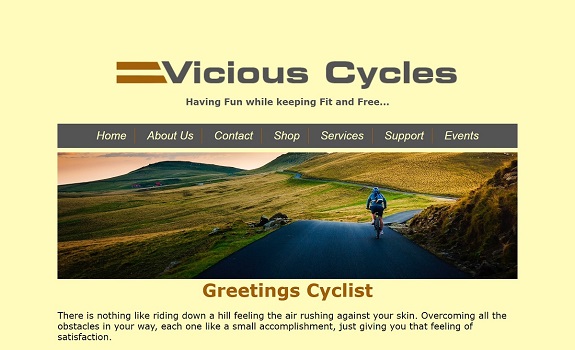 Vicious Cycles
Having Fun while keeping Fit and Free...
Home About Us Contact Shop Services Support Events
Greetings Cyclist
There is nothing like riding down a hill feeling the air rushing against your skin. Overcoming all the
obstacles in your way, each one like a small accomplishment, just giving you that feeling of
satisfaction.